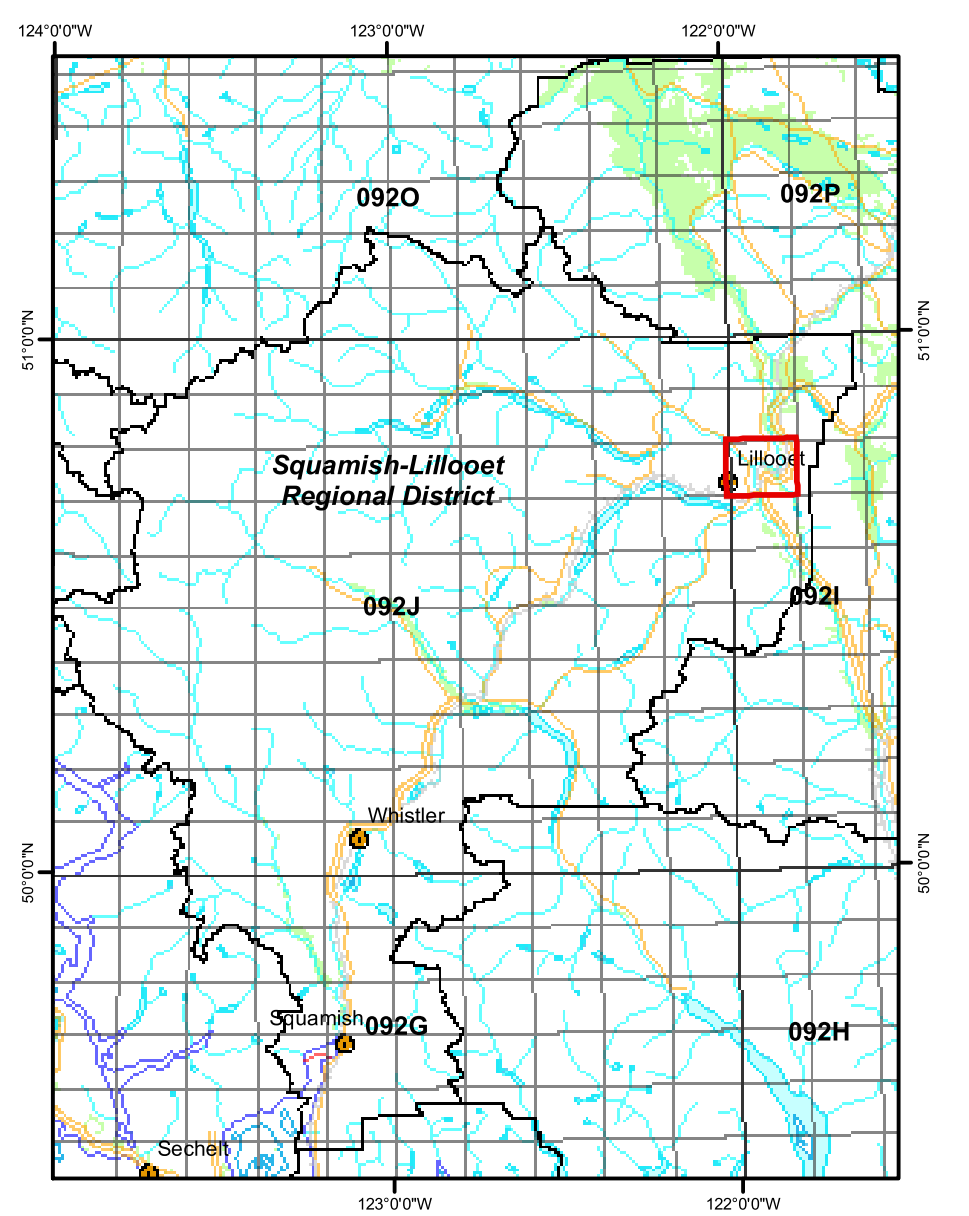 124°0'0"W 123°0'0"W 122°0'0"W
092O
092P
51°0'0"N
51°0'0"N
Lillooet
Squamish-Lillooet
Regional District
092J
092I
Whistler
50°0'0"N
50°0'0"N
Squamish
092G
092H
Sechelt
123°0'0"W 122°0'0"W